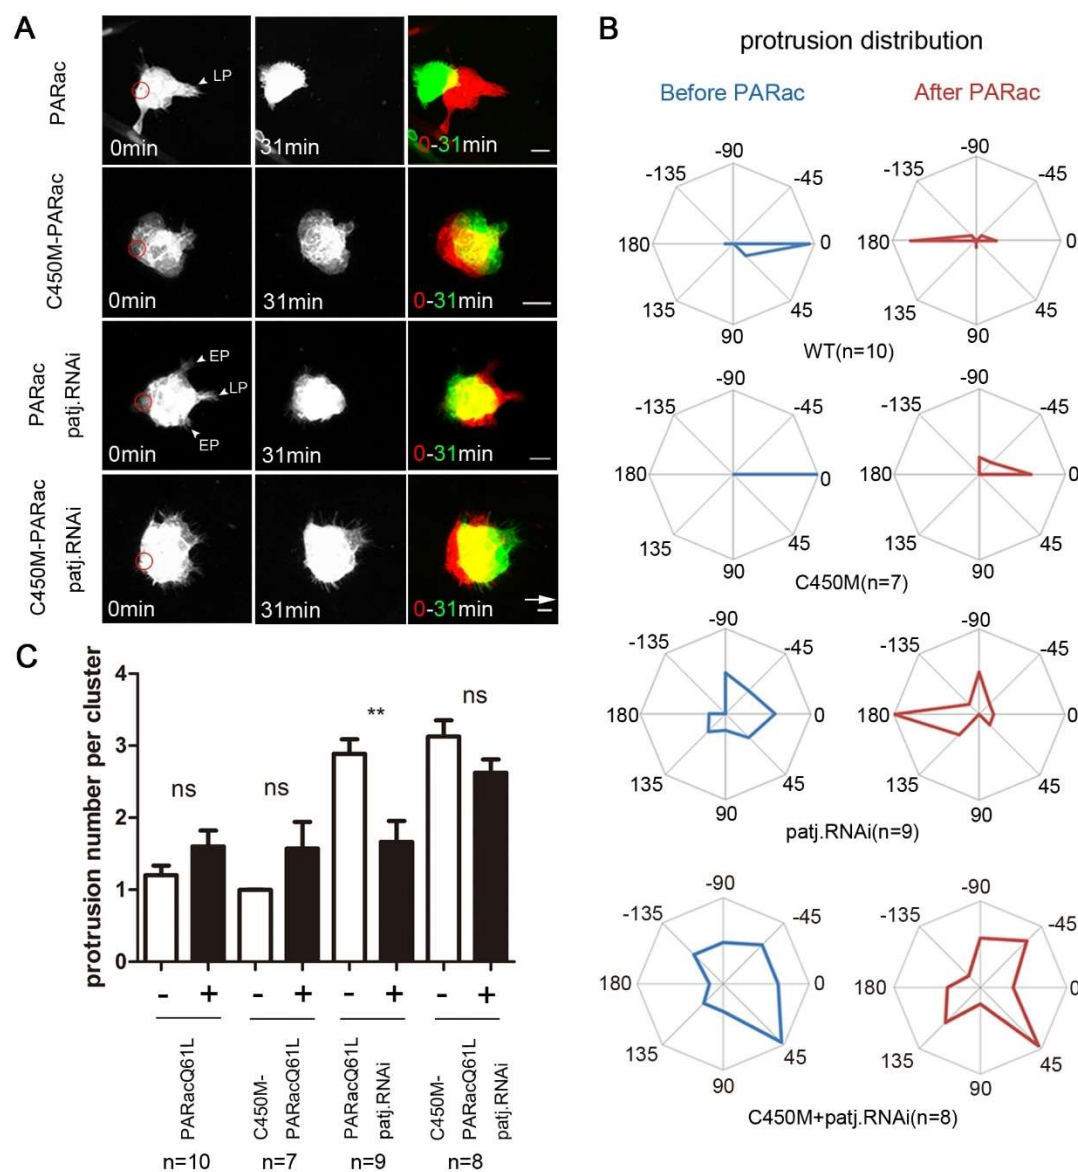 A
PARac
LP
0min
31min
0-31min
C450M-PARac
0min
31min
0-31min
PARac
patj.RNAi
EP
LP
EP
0min
31min
0-31min
C450M-PARac
patj.RNAi
0min
31min
0-31min
B
protrusion distribution
Before PARac
After PARac
-90
-135
-45
180
0
135
45
90
-90
-135
-45
180
0
135
45
90
WT(n=10)
-90
-135
-45
180
0
135
45
90
-90
-135
-45
180
0
135
45
90
C450M(n=7)
-90
-135
-45
180
0
135
45
90
-90
-135
-45
180
0
135
45
90
patj.RNAi(n=9)
-90
-135
-45
180
0
135
45
90
-90
-135
-45
180
0
135
45
90
C450M+patj.RNAi(n=8)
C
protrusion number per cluster
4
3
2
1
0
ns
ns
**
ns
- + - + - + - +
PARacQ61L
C450M-
PARacQ61L
PARacQ61L
patj.RNAi
C450M-
PARacQ61L
patj.RNAi
n=10 n=7 n=9 n=8